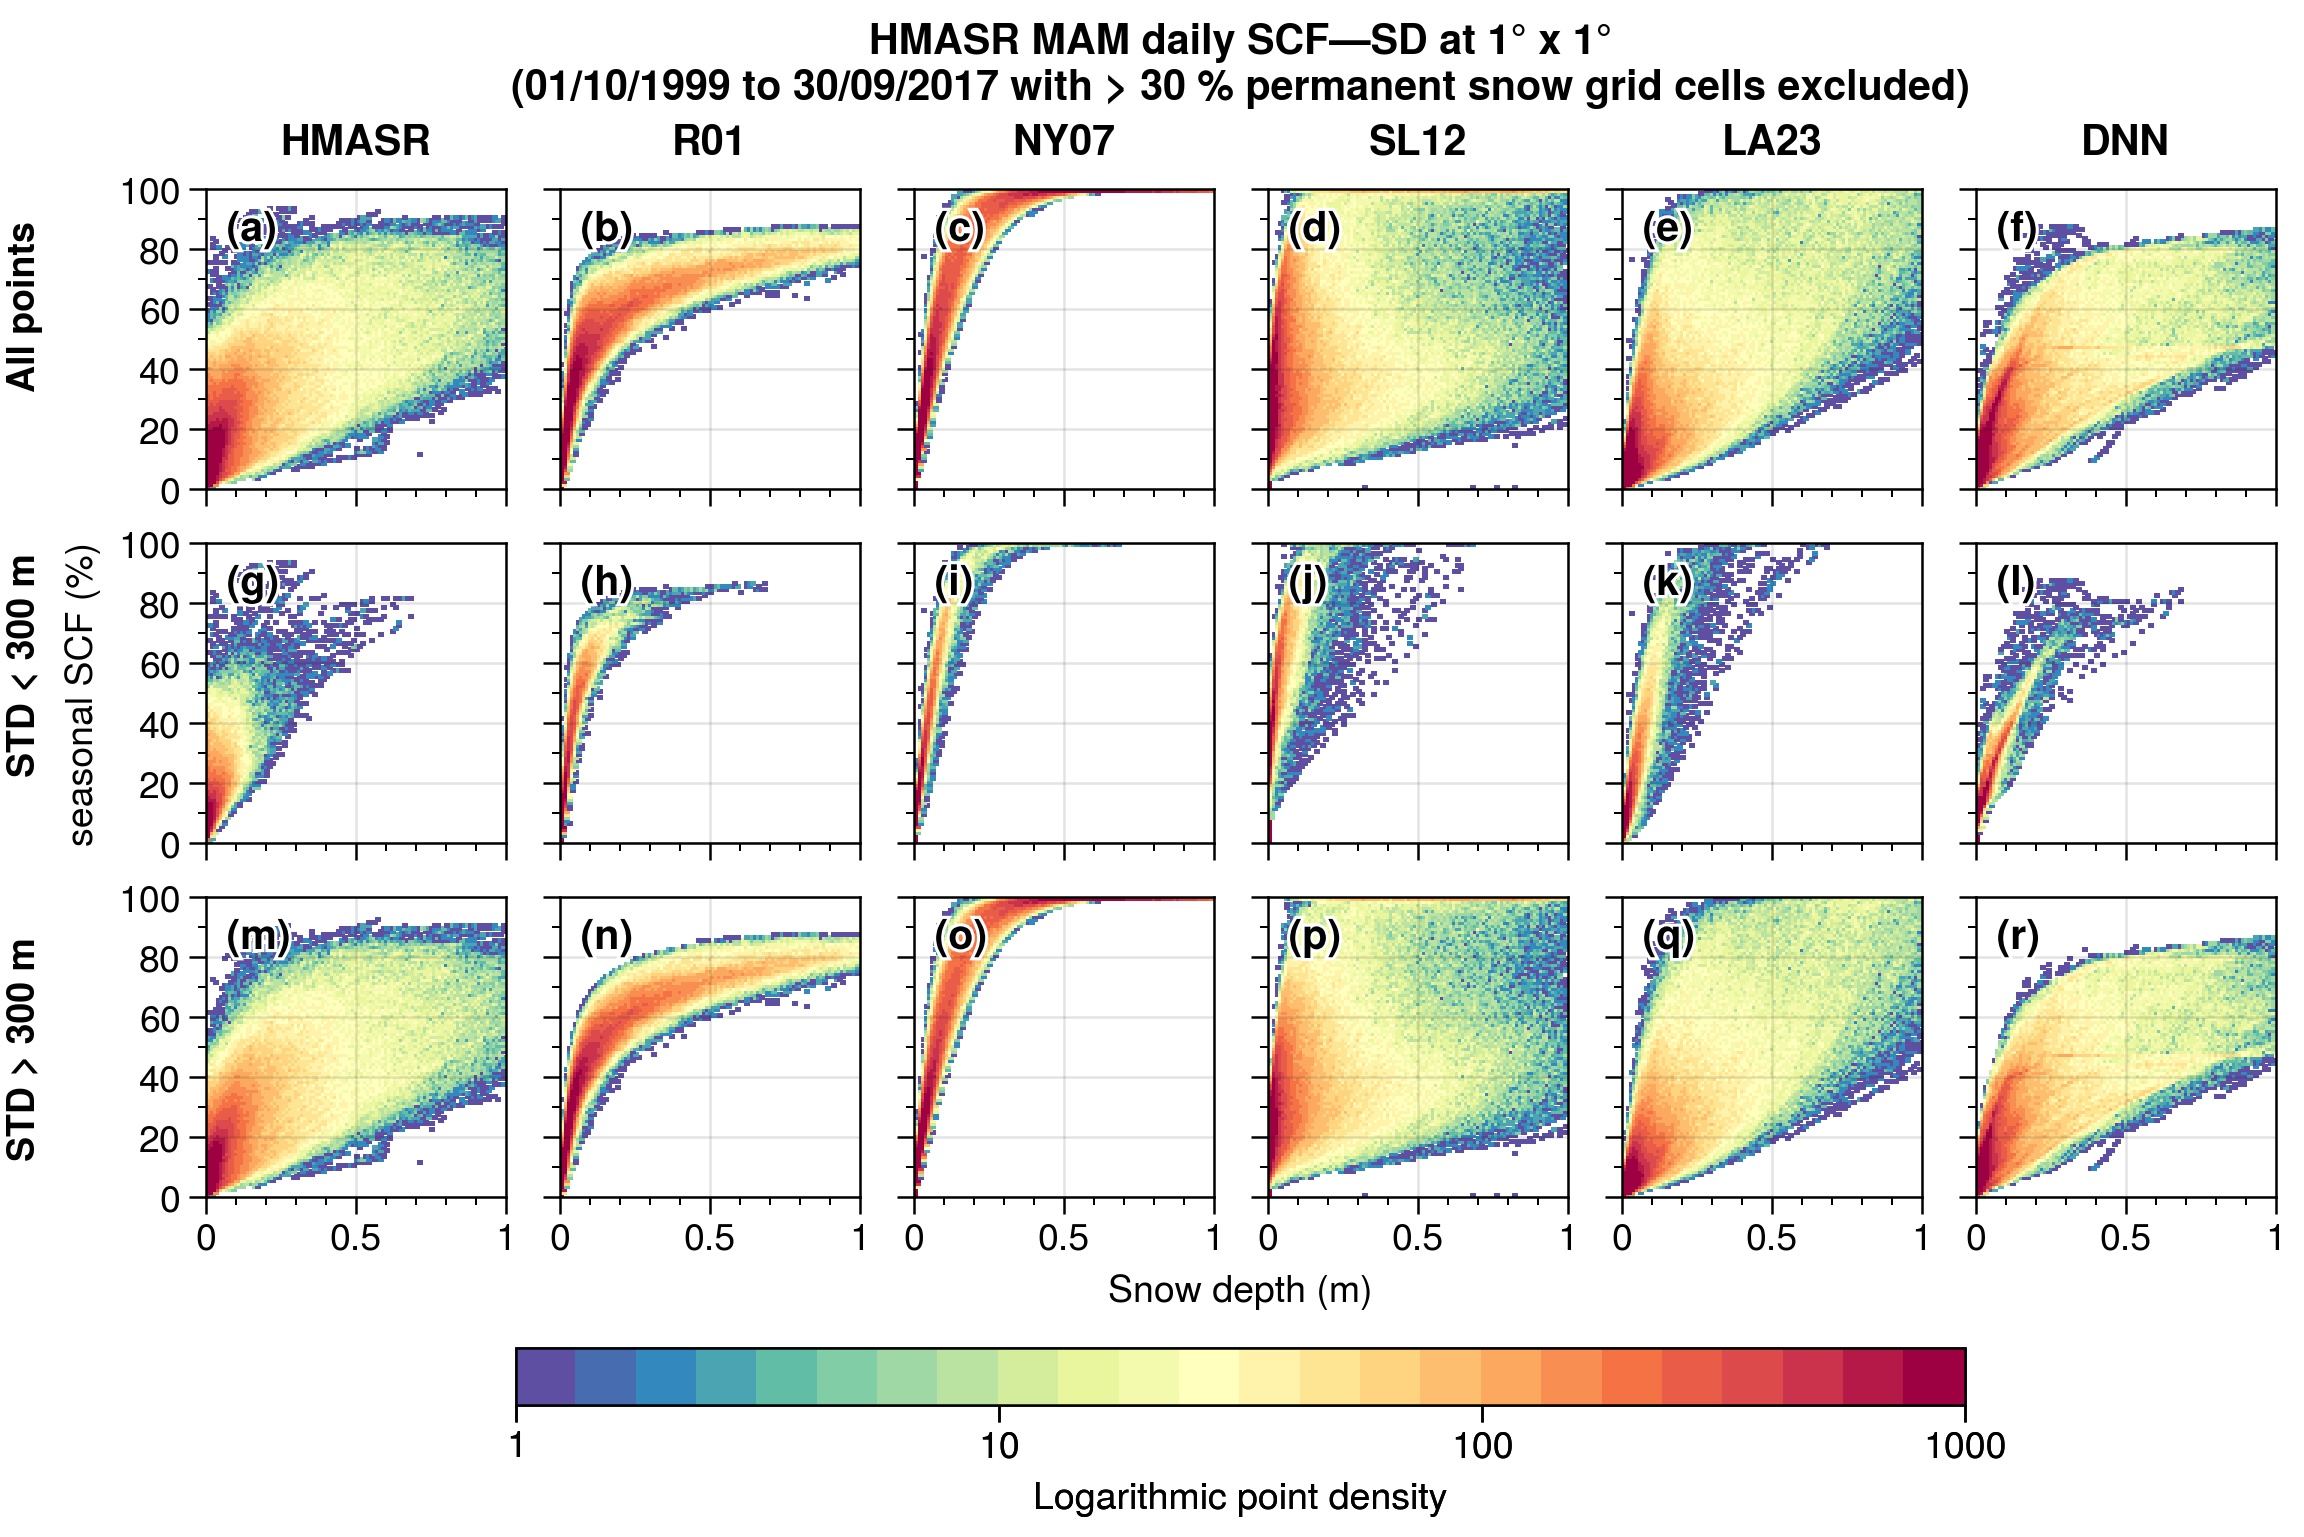 HMASR MAM daily SCF—SD at 1° x 1°
(01/10/1999 to 30/09/2017 with > 30 % permanent snow grid cells excluded)
HMASR R01 NY07 SL12 LA23 DNN
All points
100
80
60
40
20
0
(a) (b) (c) (d) (e) (f)
STD < 300 m
seasonal SCF (%)
100
80
60
40
20
0
(g) (h) (i) (j) (k) (l)
STD > 300 m
100
80
60
40
20
0
(m) (n) (o) (p) (q) (r)
0 0.5 1 0 0.5 1 0 0.5 1 0 0.5 1 0 0.5 1 0 0.5 1
Snow depth (m)
1 10 100 1000
Logarithmic point density